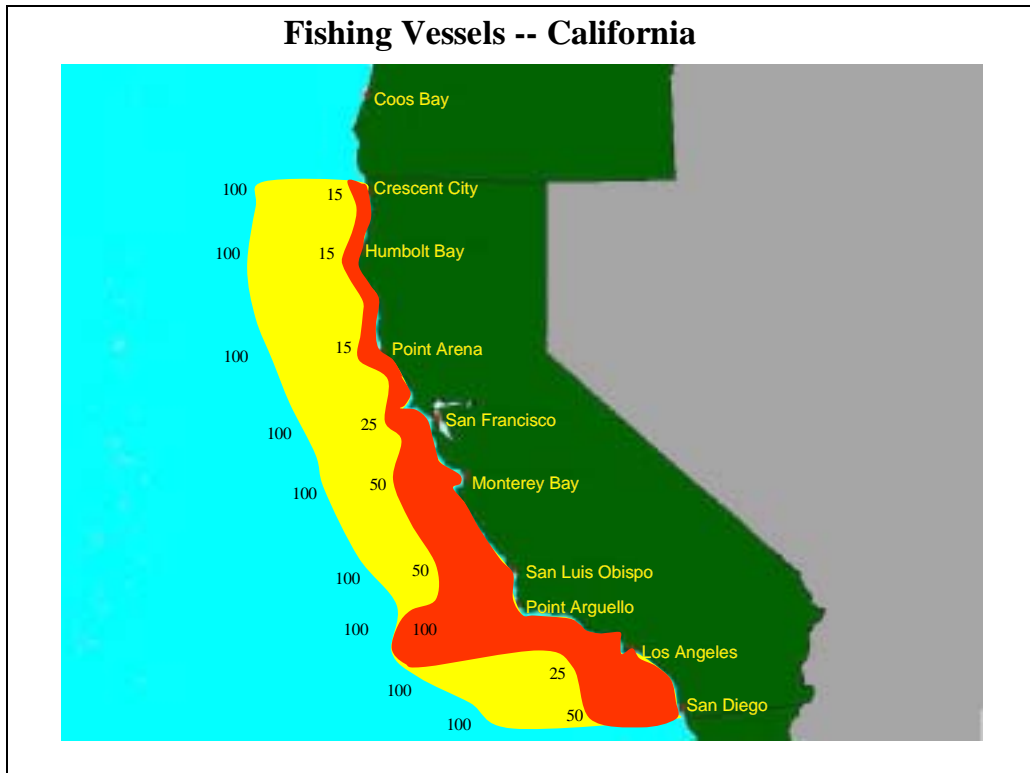 Fishing Vessels -- California
Coos Bay
100
15
Crescent City
100
15
Humbolt Bay
100
15
Point Arena
100
25
San Francisco
100
50
Monterey Bay
100
50
San Luis Obispo
Point Arguello
100
100
Los Angeles
100
25
San Diego
100
50